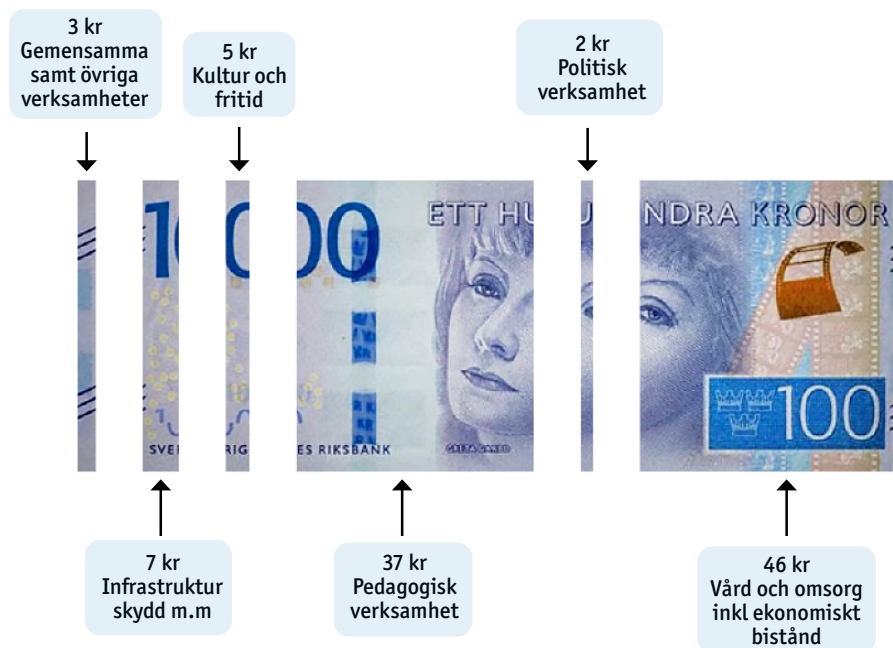 3 kr
Gemensamma
samt övriga
verksamheter
5 kr
Kultur och
fritid
2 kr
Politisk
verksamhet
100
ETT HU
U
NDRA KRONOR
SVE
RIG
ES RIKSBANK
GRETA GARBO
100
7 kr
Infrastruktur
skydd m.m
37 kr
Pedagogisk
verksamhet
46 kr
Vård och omsorg
inkl ekonomiskt
bistånd